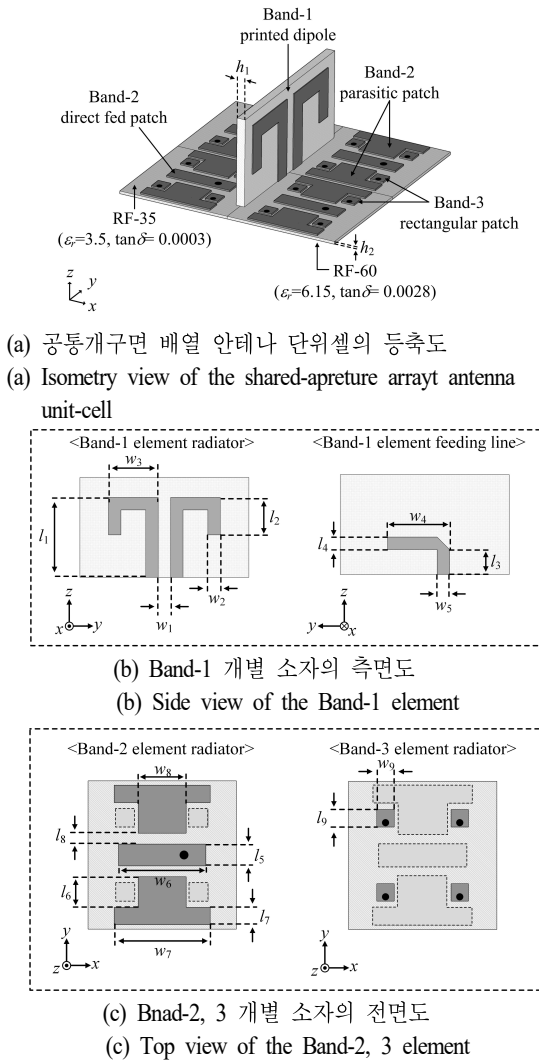 Band-1
printed dipole
h1
Band-2
direct fed patch
Band-2
parasitic patch
Band-3
rectangular patch
RF-35
(εr=3.5, tanδ= 0.0003)
h2
RF-60
(εr=6.15, tanδ= 0.0028)
z
y
x
(a) 공통개구면 배열 안테나 단위셀의 등축도
(a) Isometry view of the shared-apreture arrayt antenna
unit-cell
<Band-1 element radiator>
<Band-1 element feeding line>
w3
l1
l2
w2
w1
z
x
y
w4
l4
l3
w5
z
y
x
(b) Band-1 개별 소자의 측면도
(b) Side view of the Band-1 element
<Band-2 element radiator>
<Band-3 element radiator>
w8
l8
l5
w6
l6
l7
w7
y
z
x
w9
l9
y
z
x
(c) Bnad-2, 3 개별 소자의 전면도
(c) Top view of the Band-2, 3 element